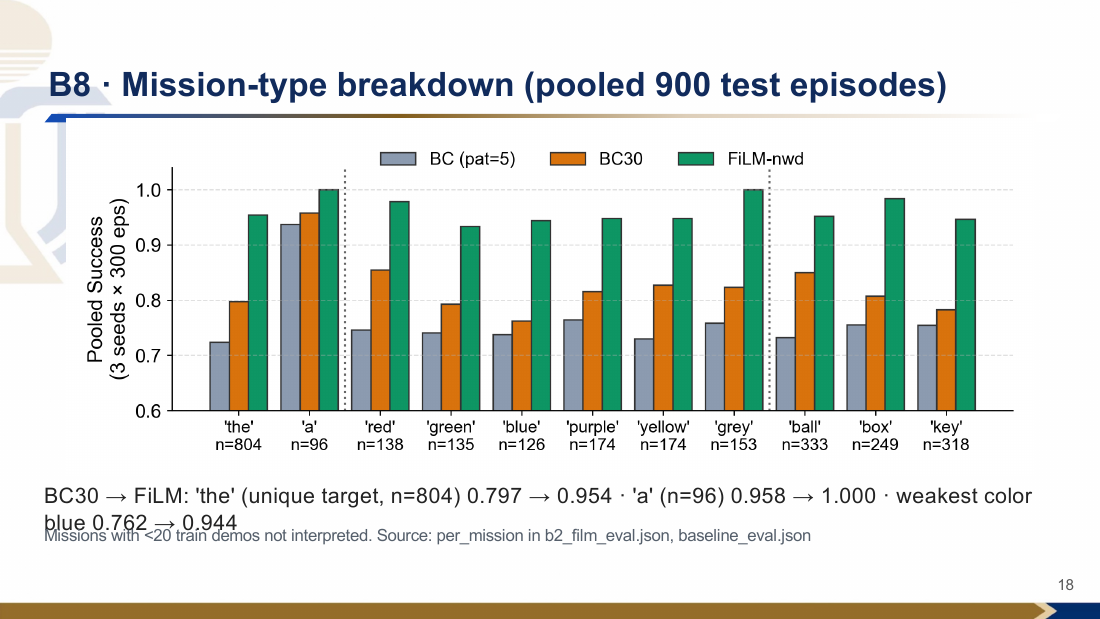 B8 · Mission-type breakdown (pooled 900 test episodes)
BC (pat=5) BC30 FiLM-nwd
Pooled Success
(3 seeds × 300 eps)
1.0
0.9
0.8
0.7
0.6
'the' 'a' 'red' 'green' 'blue' 'purple' 'yellow' 'grey' 'ball' 'box' 'key'
n=804 n=96 n=138 n=135 n=126 n=174 n=174 n=153 n=333 n=249 n=318
BC30 → FiLM: 'the' (unique target, n=804) 0.797 → 0.954 · 'a' (n=96) 0.958 → 1.000 · weakest color
blue 0.762 → 0.944
Missions with <20 train demos not interpreted. Source: per_mission in b2_film_eval.json, baseline_eval.json
18